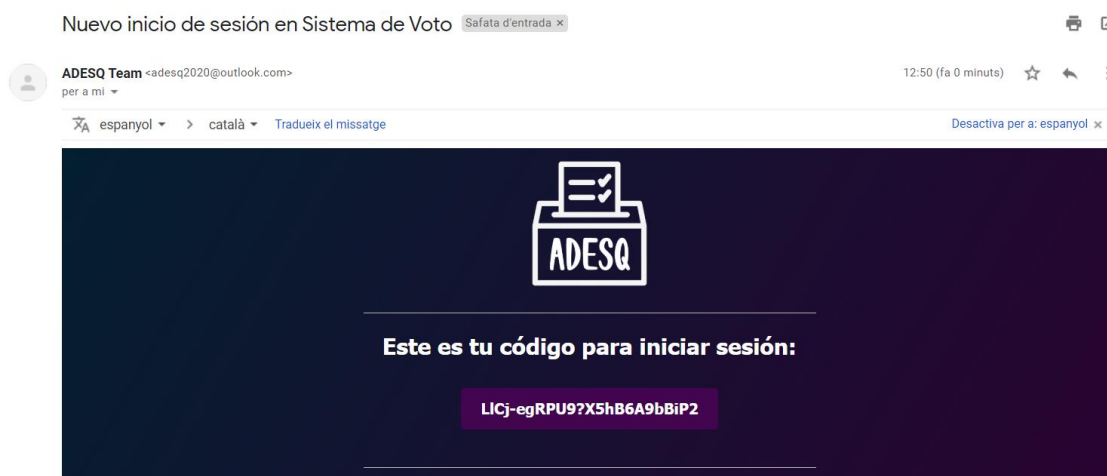 Nuevo inicio de sesión en Sistema de Voto Safata d'entrada ×
ADESQ Team <adesq2020@outlook.com> 12:50 (fa 0 minuts)
per a mi
espanyol > català Tradueix el missatge Desactiva per a: espanyol ×
ADESQ
Este es tu código para iniciar sesión:
LlCj-egRPU9?X5hB6A9bBiP2